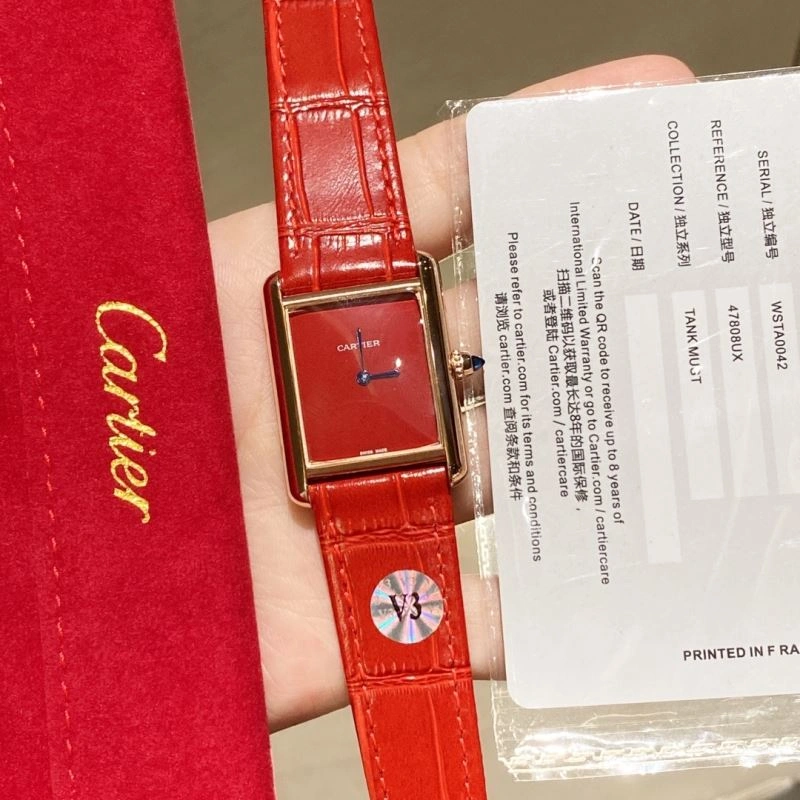 Cartier
CARTIER
SWISS MADE
V3
SERIAL / 独立编号
WSTA0042
REFERENCE / 独立型号
47808UX
COLLECTION / 独立系列
TANK MUST
DATE / 日期
Scan the QR code to receive up to 8 years of
International Limited Warranty or go to Cartier.com / cartiercare
扫描二维码以获取最长达8年的国际保修，
或者登陆 Cartier.com / cartiercare
Please refer to cartier.com for its terms and conditions
请浏览 cartier.com 查阅条款和条件
PRINTED IN F RA